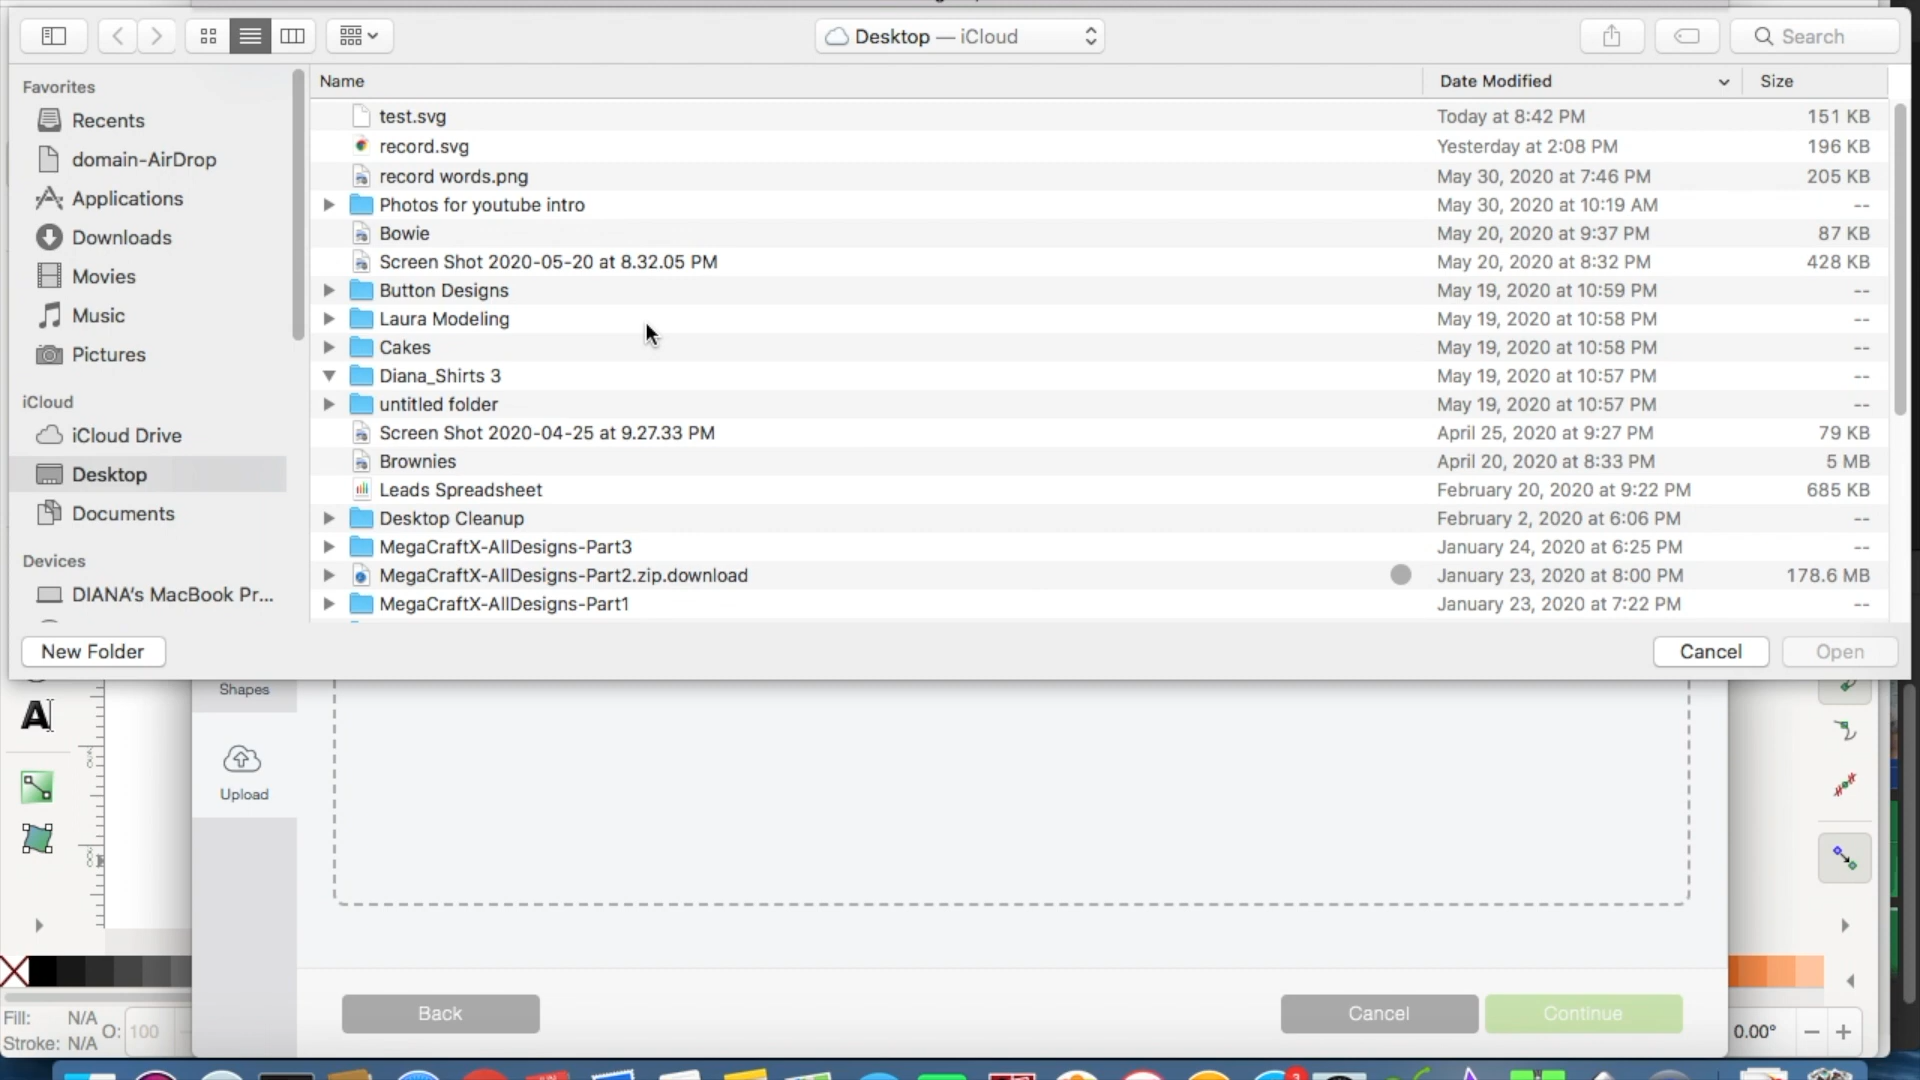 Desktop — iCloud
Search
Favorites
Recents
domain-AirDrop
Applications
Downloads
Movies
Music
Pictures
iCloud
iCloud Drive
Desktop
Documents
Devices
DIANA's MacBook Pr...
Name Date Modified Size
test.svg Today at 8:42 PM 151 KB
record.svg Yesterday at 2:08 PM 196 KB
record words.png May 30, 2020 at 7:46 PM 205 KB
Photos for youtube intro May 30, 2020 at 10:19 AM --
Bowie May 20, 2020 at 9:37 PM 87 KB
Screen Shot 2020-05-20 at 8.32.05 PM May 20, 2020 at 8:32 PM 428 KB
Button Designs May 19, 2020 at 10:59 PM --
Laura Modeling May 19, 2020 at 10:58 PM --
Cakes May 19, 2020 at 10:58 PM --
Diana_Shirts 3 May 19, 2020 at 10:57 PM --
untitled folder May 19, 2020 at 10:57 PM --
Screen Shot 2020-04-25 at 9.27.33 PM April 25, 2020 at 9:27 PM 79 KB
Brownies April 20, 2020 at 8:33 PM 5 MB
Leads Spreadsheet February 20, 2020 at 9:22 PM 685 KB
Desktop Cleanup February 2, 2020 at 6:06 PM --
MegaCraftX-AllDesigns-Part3 January 24, 2020 at 6:25 PM --
MegaCraftX-AllDesigns-Part2.zip.download January 23, 2020 at 8:00 PM 178.6 MB
MegaCraftX-AllDesigns-Part1 January 23, 2020 at 7:22 PM --
New Folder Cancel Open
Shapes
Upload
Back Cancel Continue
Fill: N/A
Stroke: N/A
O: 100
0.00°
3